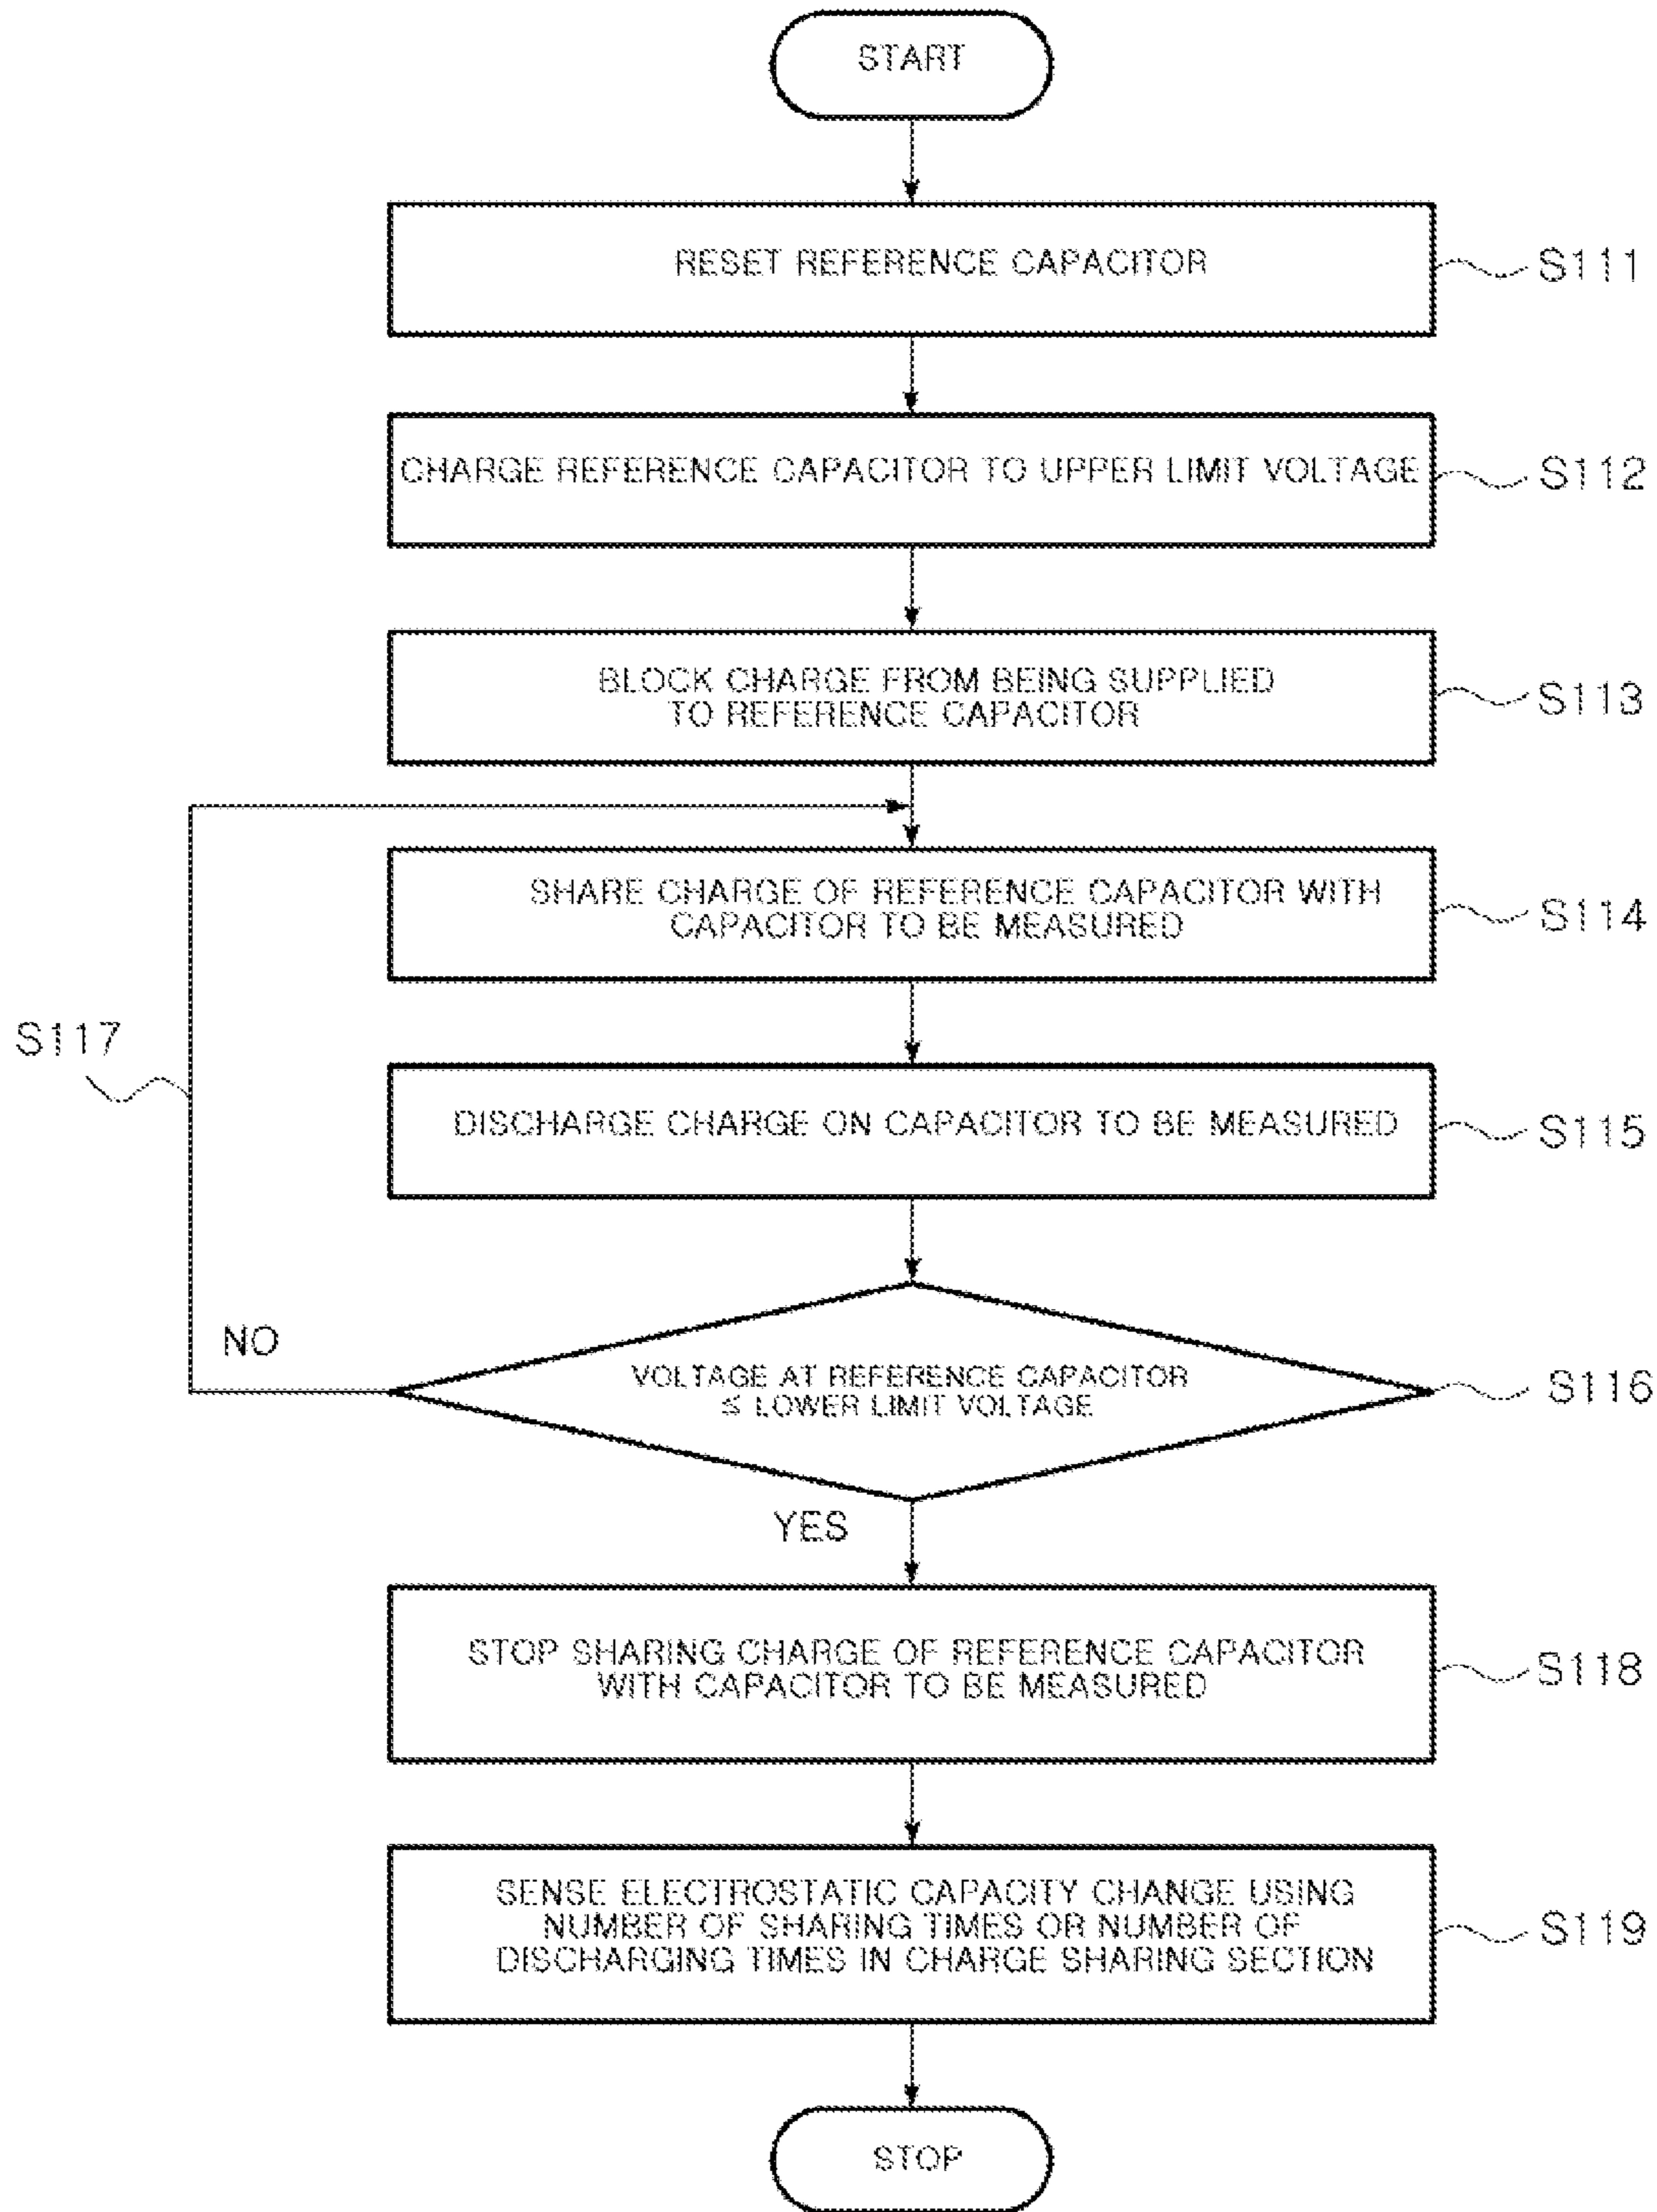 START
RESET REFERENCE CAPACITOR
S111
CHARGE REFERENCE CAPACITOR TO UPPER LIMIT VOLTAGE
S112
BLOCK CHARGE FROM BEING SUPPLIED
TO REFERENCE CAPACITOR
S113
SHARE CHARGE OF REFERENCE CAPACITOR WITH
CAPACITOR TO BE MEASURED
S114
S117
DISCHARGE CHARGE ON CAPACITOR TO BE MEASURED
S115
NO
VOLTAGE AT REFERENCE CAPACITOR
≤ LOWER LIMIT VOLTAGE
S116
YES
STOP SHARING CHARGE OF REFERENCE CAPACITOR
WITH CAPACITOR TO BE MEASURED
S118
SENSE ELECTROSTATIC CAPACITY CHANGE USING
NUMBER OF SHARING TIMES OR NUMBER OF
DISCHARGING TIMES IN CHARGE SHARING SECTION
S119
STOP